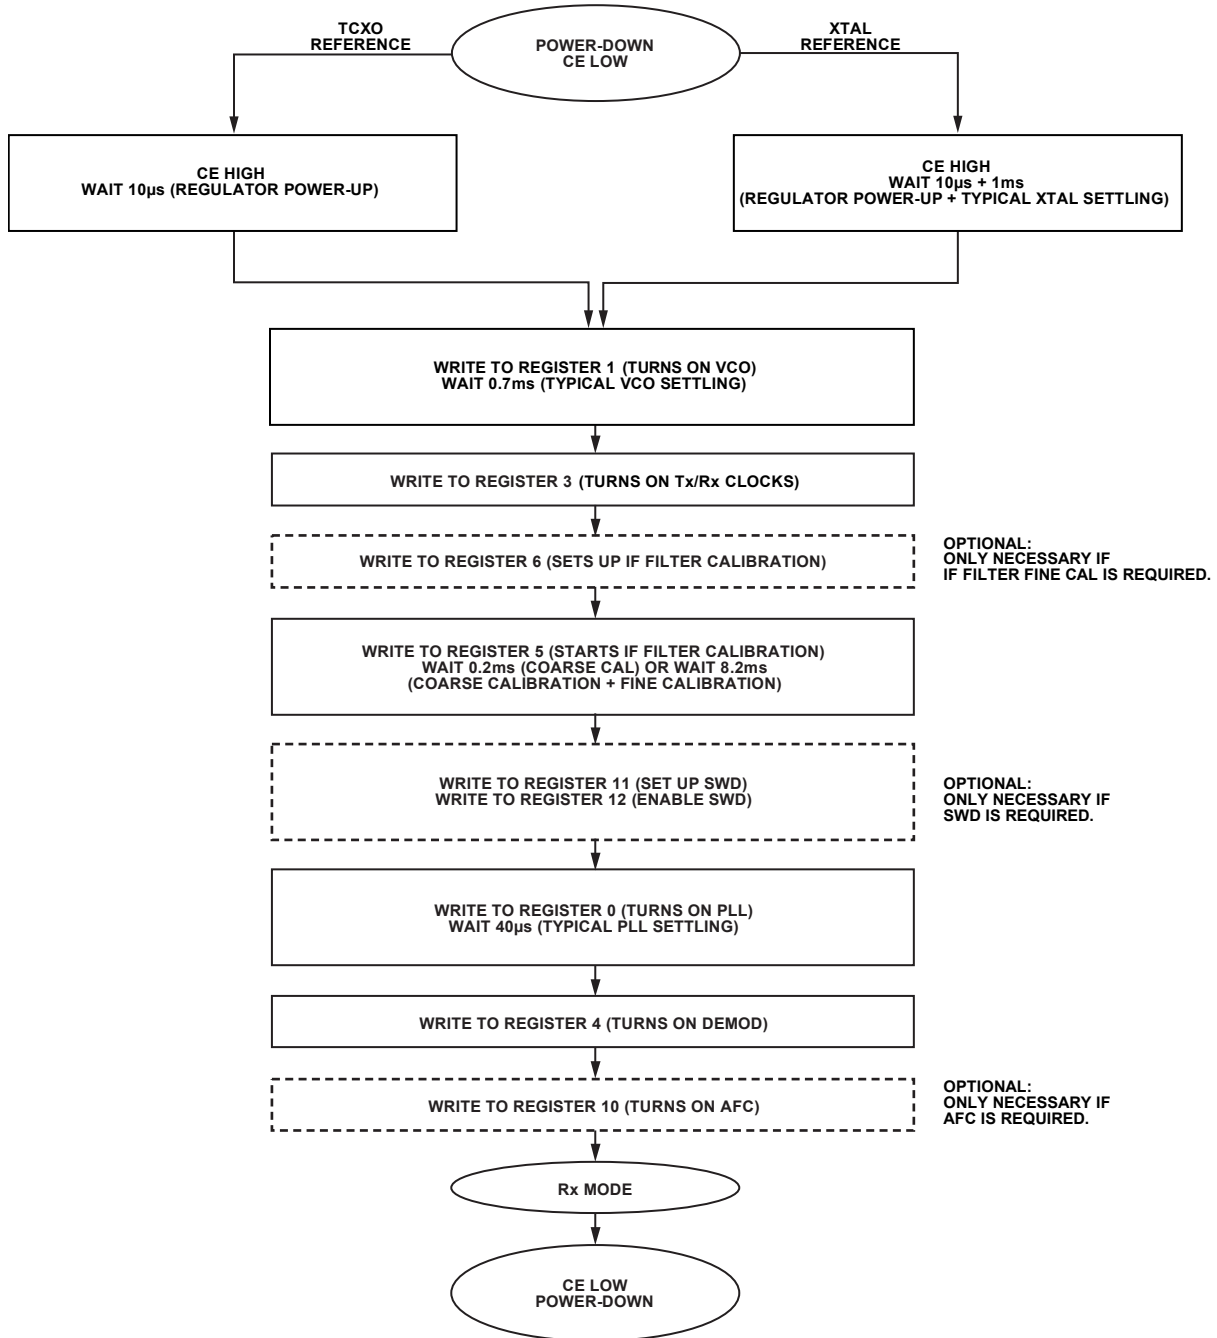 TCXO
REFERENCE
POWER-DOWN
CE LOW
XTAL
REFERENCE
CE HIGH
WAIT 10µs (REGULATOR POWER-UP)
CE HIGH
WAIT 10µs + 1ms
(REGULATOR POWER-UP + TYPICAL XTAL SETTLING)
WRITE TO REGISTER 1 (TURNS ON VCO)
WAIT 0.7ms (TYPICAL VCO SETTLING)
WRITE TO REGISTER 3 (TURNS ON Tx/Rx CLOCKS)
WRITE TO REGISTER 6 (SETS UP IF FILTER CALIBRATION)
OPTIONAL:
ONLY NECESSARY IF
IF FILTER FINE CAL IS REQUIRED.
WRITE TO REGISTER 5 (STARTS IF FILTER CALIBRATION)
WAIT 0.2ms (COARSE CAL) OR WAIT 8.2ms
(COARSE CALIBRATION + FINE CALIBRATION)
WRITE TO REGISTER 11 (SET UP SWD)
WRITE TO REGISTER 12 (ENABLE SWD)
OPTIONAL:
ONLY NECESSARY IF
SWD IS REQUIRED.
WRITE TO REGISTER 0 (TURNS ON PLL)
WAIT 40µs (TYPICAL PLL SETTLING)
WRITE TO REGISTER 4 (TURNS ON DEMOD)
WRITE TO REGISTER 10 (TURNS ON AFC)
OPTIONAL:
ONLY NECESSARY IF
AFC IS REQUIRED.
Rx MODE
CE LOW
POWER-DOWN